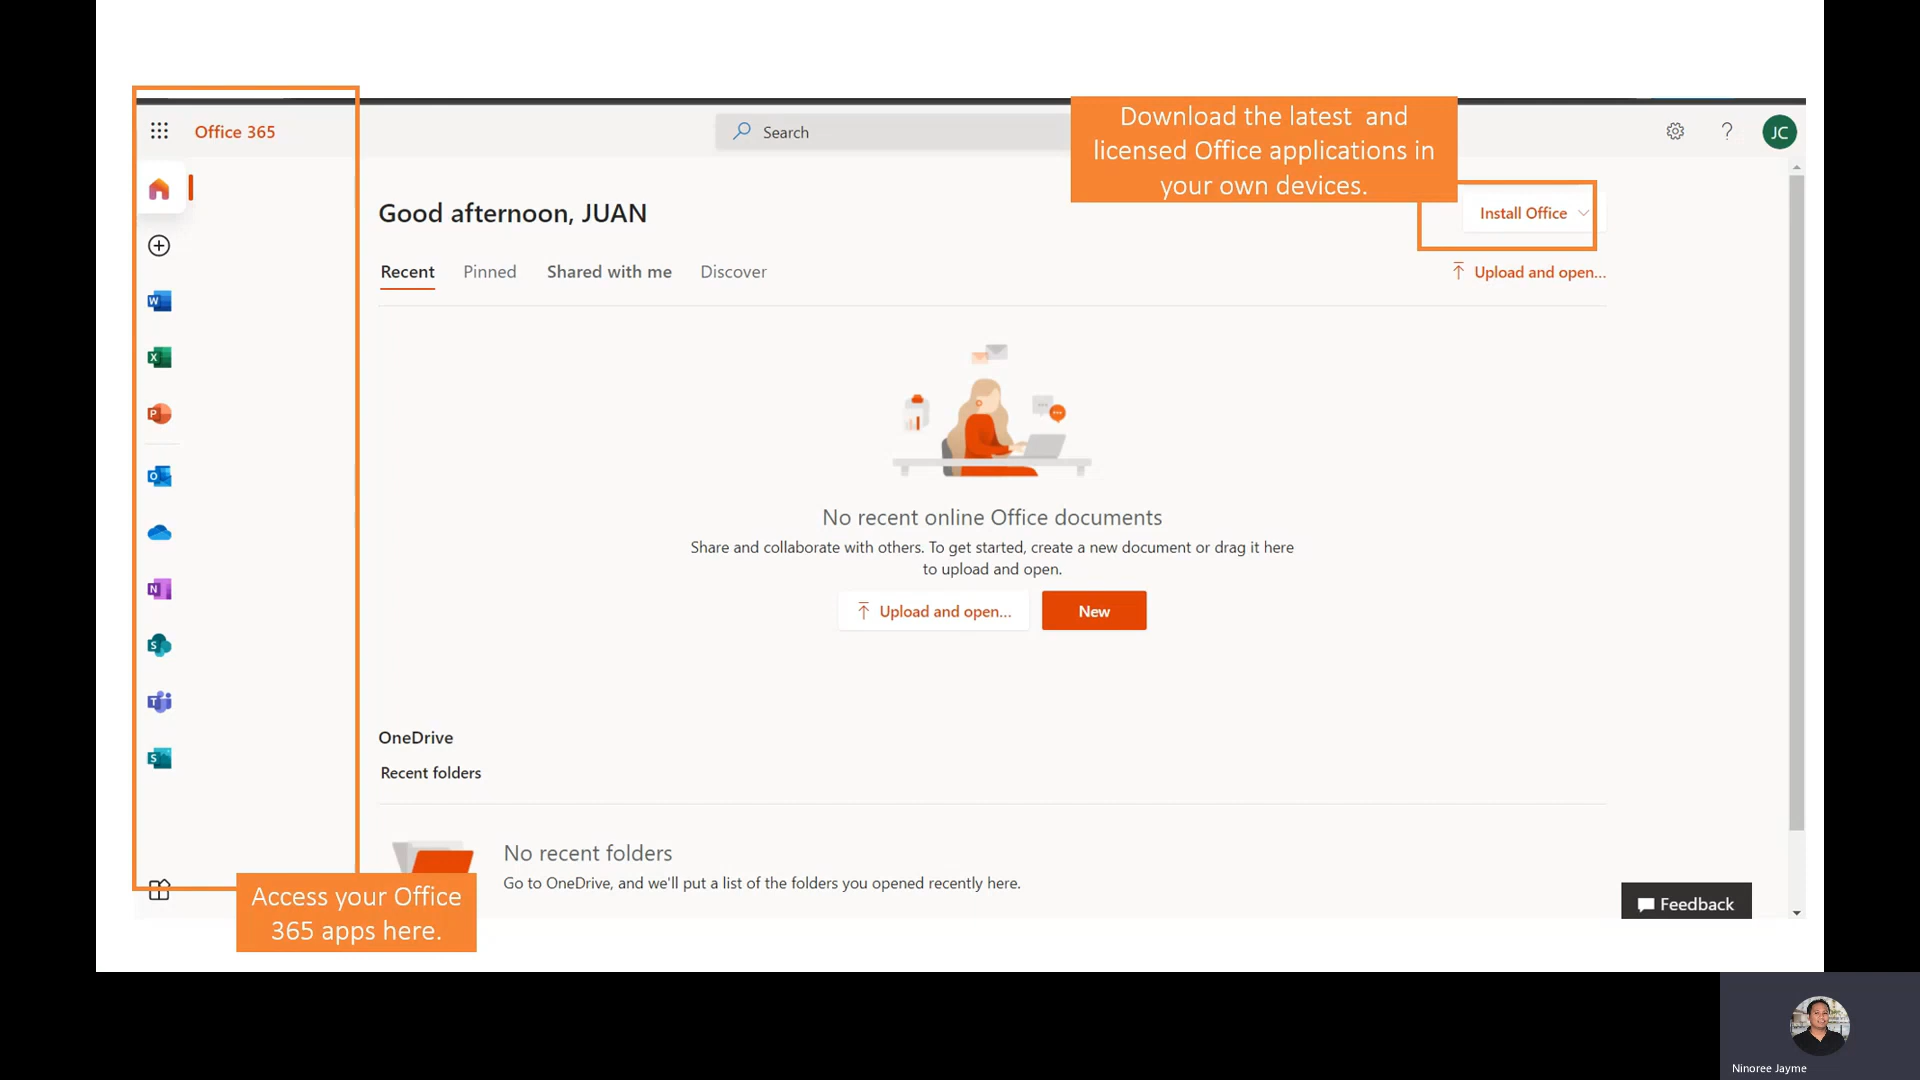 Office 365
Search
Download the latest and
licensed Office applications in
your own devices.
JC
Good afternoon, JUAN
Install Office
Recent Pinned Shared with me Discover
Upload and open...
W
X
P
O
N
S
T
S
No recent online Office documents
Share and collaborate with others. To get started, create a new document or drag it here
to upload and open.
Upload and open...
New
OneDrive
Recent folders
No recent folders
Go to OneDrive, and we'll put a list of the folders you opened recently here.
Access your Office
365 apps here.
Feedback
Ninoree Jayme